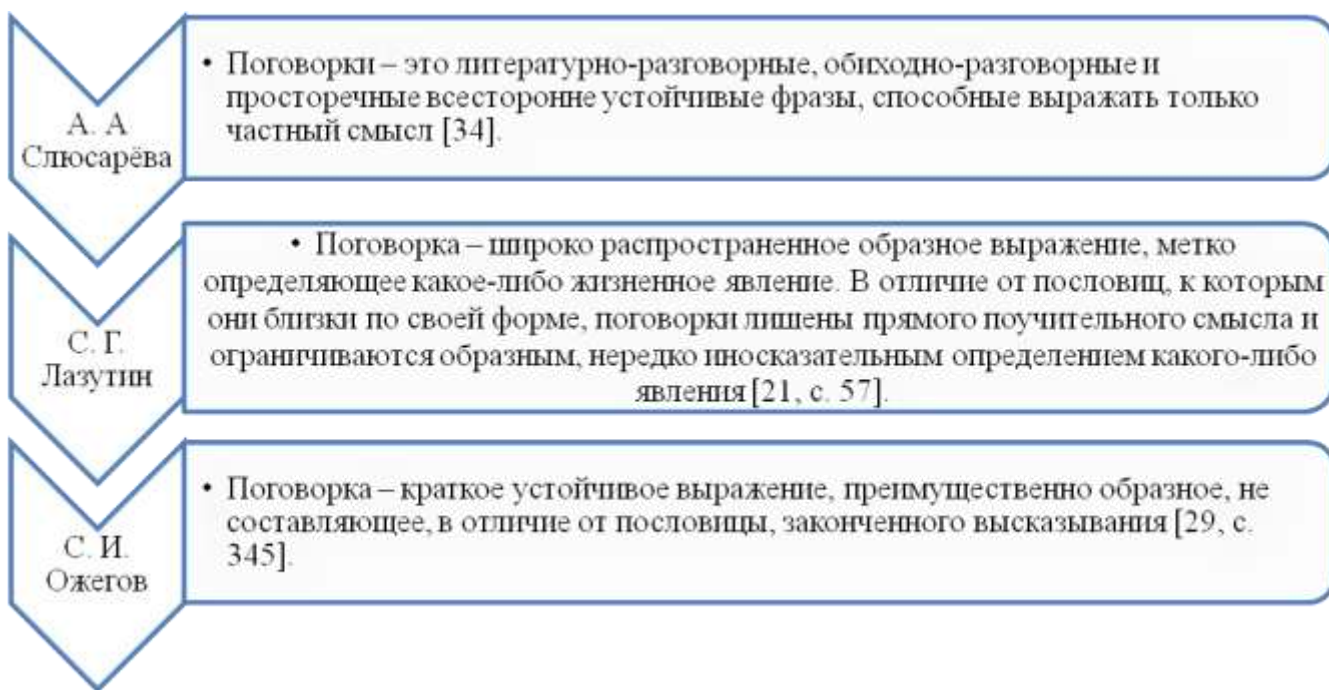 А. А
Слюсарёва
• Поговорки – это литературно-разговорные, обиходно-разговорные и
просторечные всесторонне устойчивые фразы, способные выражать только
частный смысл [34].
С. Г.
Лазутин
• Поговорка – широко распространенное образное выражение, метко
определяющее какое-либо жизненное явление. В отличие от пословиц, к которым
они близки по своей форме, поговорки лишены прямого поучительного смысла и
ограничиваются образным, нередко иносказательным определением какого-либо
явления [21, с. 57].
С. И.
Ожегов
• Поговорка – краткое устойчивое выражение, преимущественно образное, не
составляющее, в отличие от пословицы, законченного высказывания [29, с.
345].